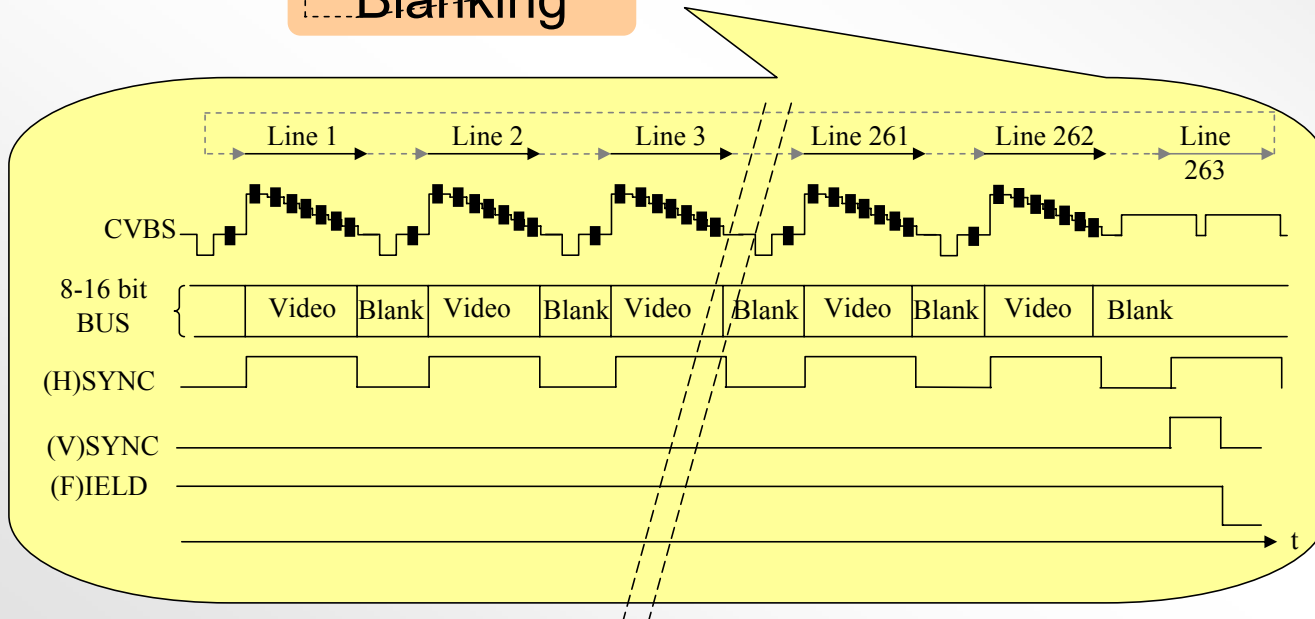 Blanking
Line 1 Line 2 Line 3 Line 261 Line 262 Line
263
CVBS
8-16 bit
BUS
Video Blank Video Blank Video Blank Video Blank Video Blank
(H)SYNC
(V)SYNC
(F)IELD
t